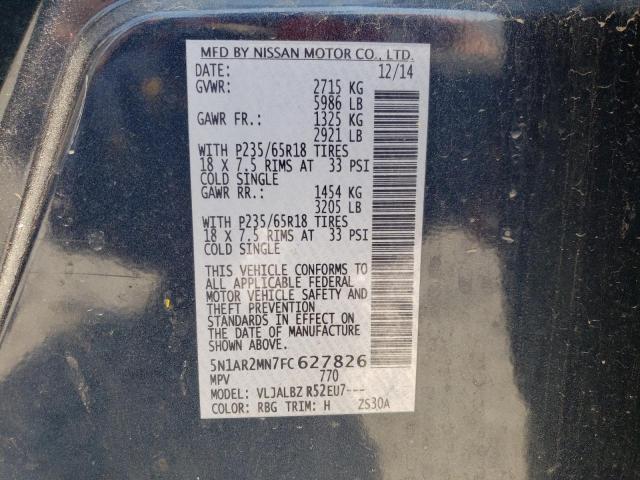 MFD BY NISSAN MOTOR CO., LTD.
DATE: 12/14
GVWR: 2715 KG
5986 LB
GAWR FR.: 1325 KG
2921 LB
WITH P235/65R18 TIRES
18 X 7.5 RIMS AT 33 PSI
COLD SINGLE
GAWR RR.: 1454 KG
3205 LB
WITH P235/65R18 TIRES
18 X 7.5 RIMS AT 33 PSI
COLD SINGLE
THIS VEHICLE CONFORMS TO
ALL APPLICABLE FEDERAL
MOTOR VEHICLE SAFETY AND
THEFT PREVENTION
STANDARDS IN EFFECT ON
THE DATE OF MANUFACTURE
SHOWN ABOVE.
5N1AR2MN7FC627826
MPV 770
MODEL: VLJALBZ R52EU7---
COLOR: RBG TRIM: H ZS30A